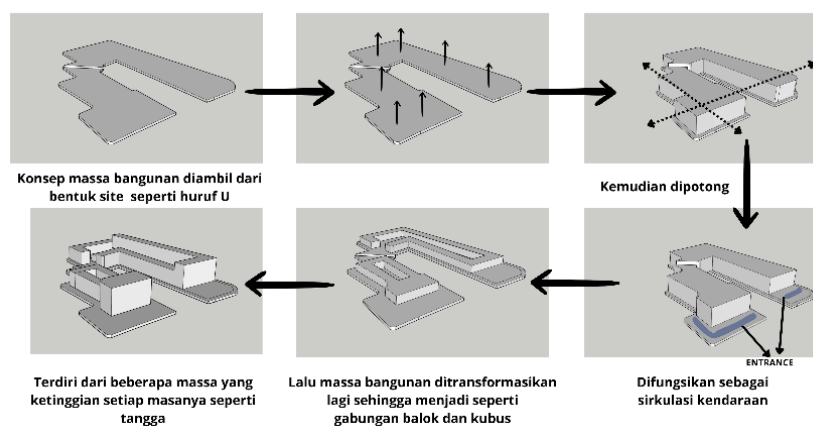 Konsep massa bangunan diambil dari
bentuk site seperti huruf U
Kemudian dipotong
ENTRANCE
Difungsikan sebagai
sirkulasi kendaraan
Lalu massa bangunan ditransformasikan
lagi sehingga menjadi seperti
gabungan balok dan kubus
Terdiri dari beberapa massa yang
ketinggian setiap masanya seperti
tangga